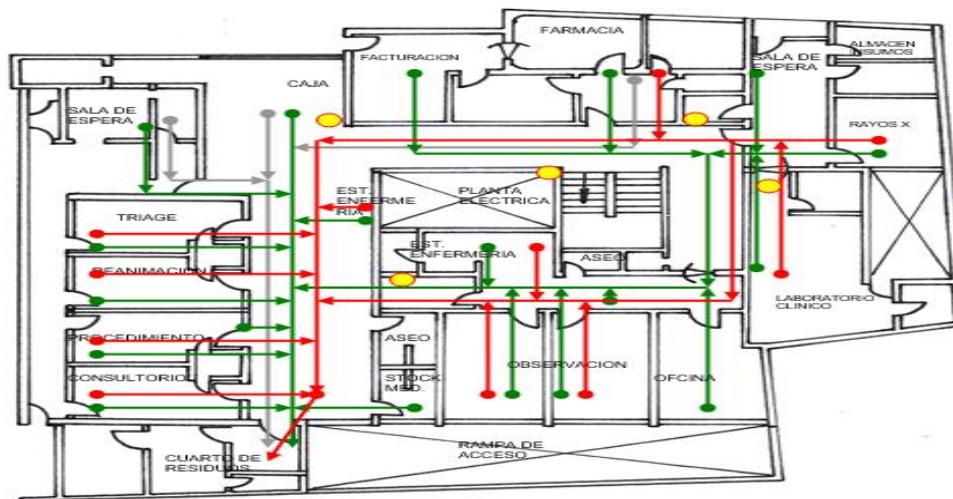 FARMACIA
FACTURACION
SALA DE
ESPERA
ALMACEN
INSUMOS
CAJA
SALA DE
ESPERA
RAYOS X
EST.
ENFERME
RIA
PLANTA
ELECTRICA
TRIAGE
EST.
ENFERMERIA
ASEO
REANIMACION
LABORATORIO
CLINICO
PROCEDIMIENTO
ASEO
OBSERVACION
CONSULTORIO
STOCK
MED.
OFCINA
RAMPA DE
ACCESO
CUARTO DE
RESIDUOS